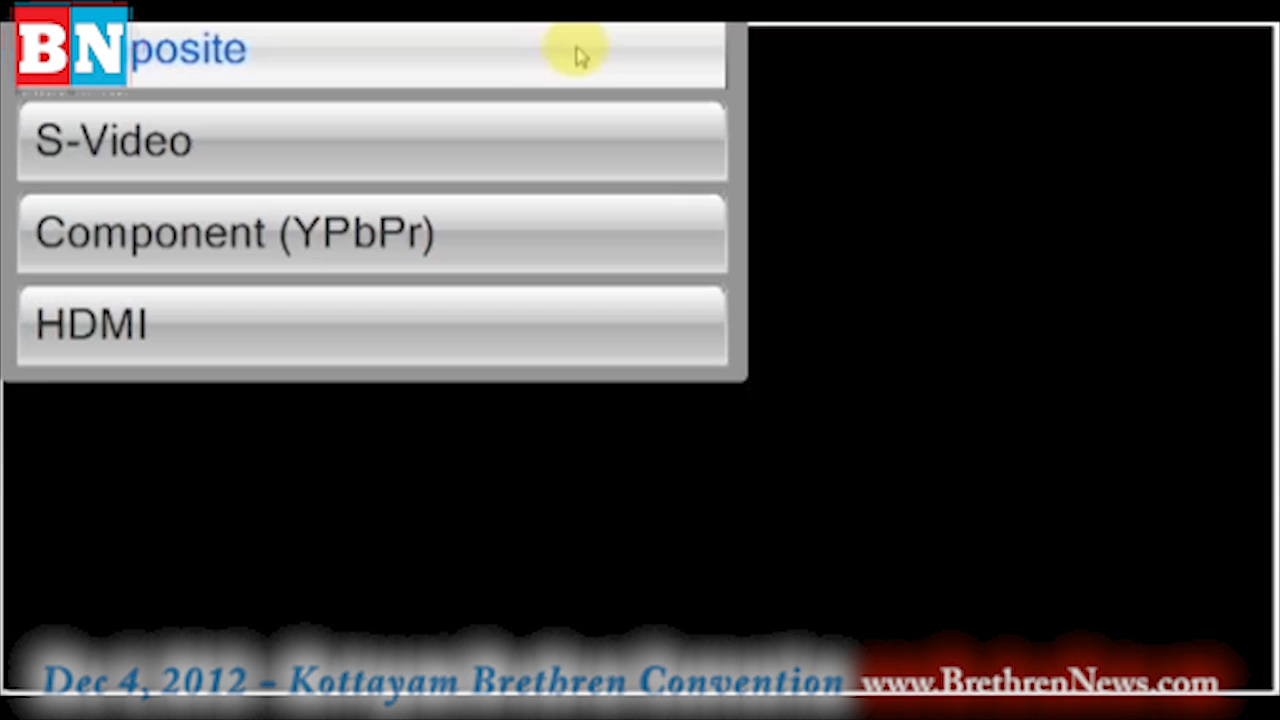 BN
posite
S-Video
Component (YPbPr)
HDMI
Dec 4, 2012 - Kottayam Brethren Convention www.BrethrenNews.com